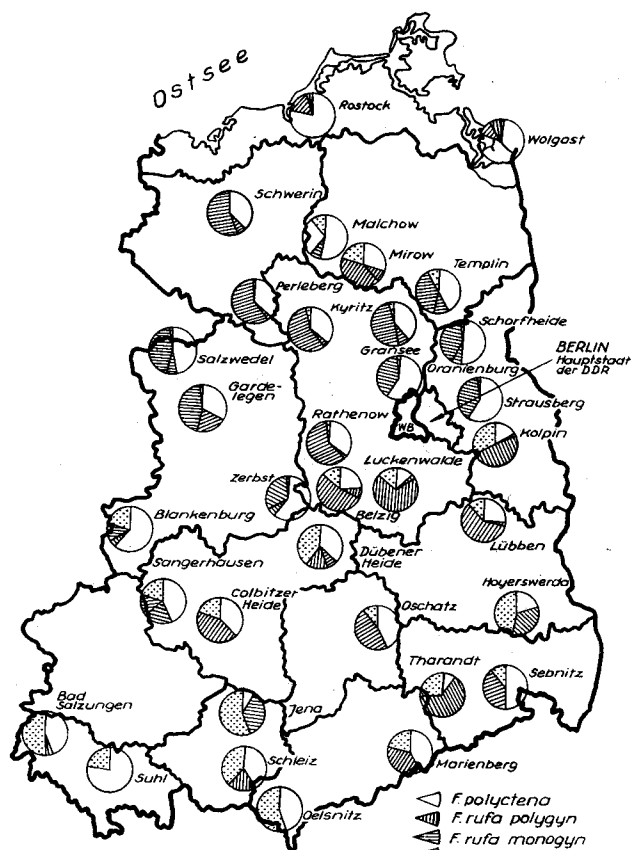 Ostsee
Rostock
Wolgast
Schwerin
Malchow
Mirow
Templin
Perleberg
Kyritz
Gransee
Schorfheide
Salzwedel
Oranienburg
BERLIN
Hauptstadt
der DDR
Garde-
legen
Strausberg
WB
Rathenow
Kolpin
Luckenwalde
Zerbst
Belzig
Blankenburg
Lübben
Dübener
Heide
Sangerhausen
Hoyerswerda
Colbitzer
Heide
Oschatz
Tharandt
Sebnitz
Bad
Salzungen
Jena
Suhl
Schleiz
Marienberg
Oelsnitz
F. polyctena
F. rufa polygyn
F. rufa monogyn